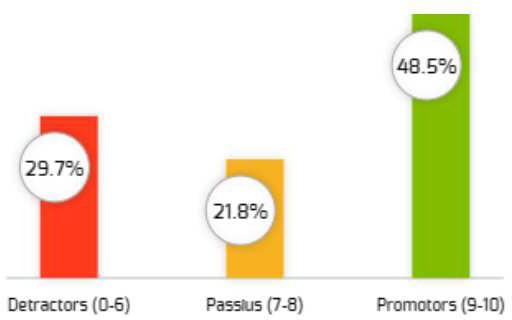 48.5%
29.7%
21.8%
Detractors (0-6) Passius (7-8) Promotors (9-10)